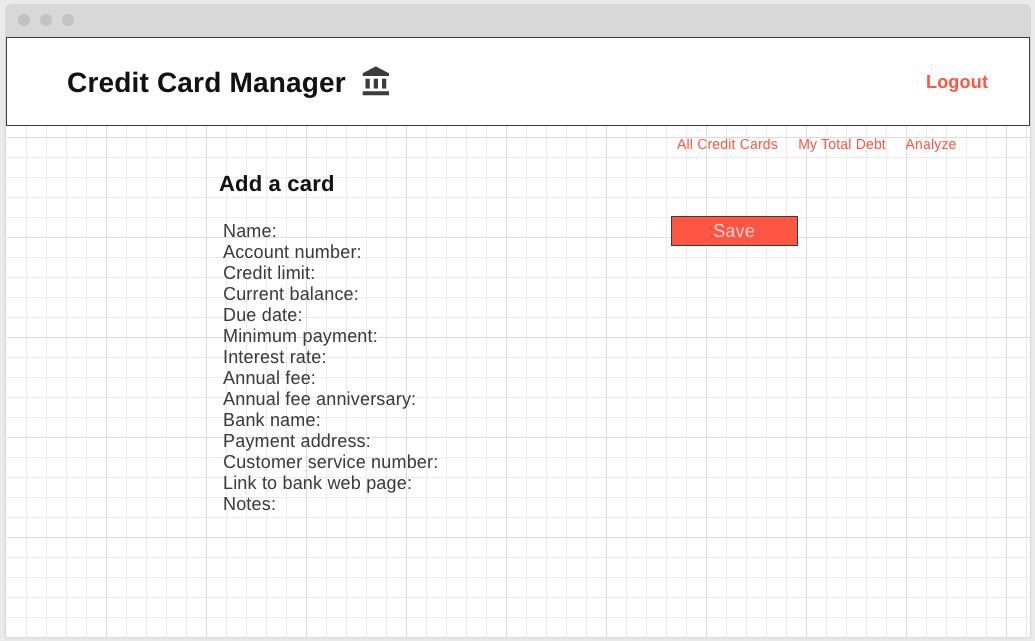 Credit Card Manager
Logout
All Credit Cards My Total Debt Analyze
Add a card
Save
Name:
Account number:
Credit limit:
Current balance:
Due date:
Minimum payment:
Interest rate:
Annual fee:
Annual fee anniversary:
Bank name:
Payment address:
Customer service number:
Link to bank web page:
Notes: